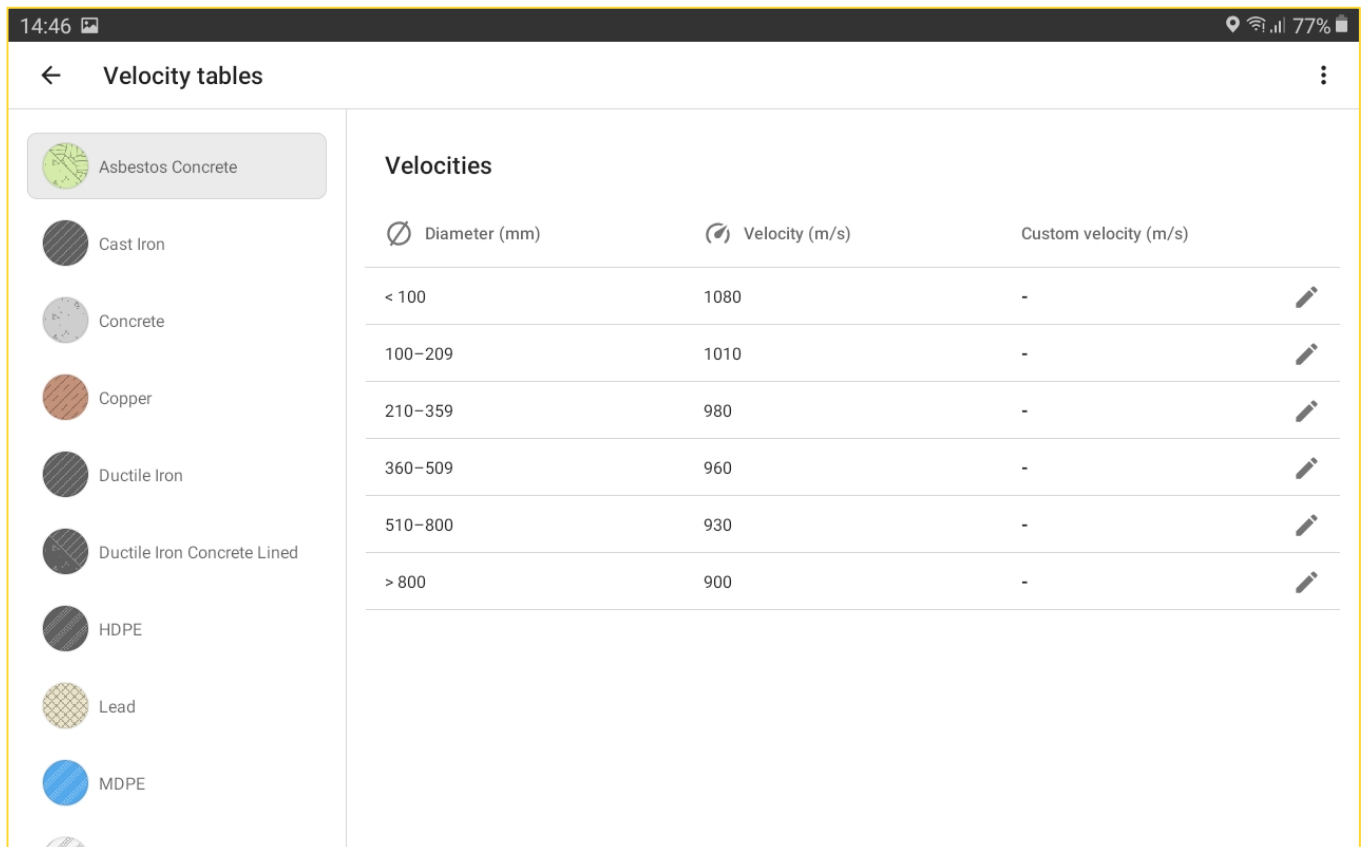 14:46 77%
Velocity tables
Asbestos Concrete
Cast Iron
Concrete
Copper
Ductile Iron
Ductile Iron Concrete Lined
HDPE
Lead
MDPE
Velocities
Diameter (mm) Velocity (m/s) Custom velocity (m/s)
< 100 1080 -
100–209 1010 -
210–359 980 -
360–509 960 -
510–800 930 -
> 800 900 -